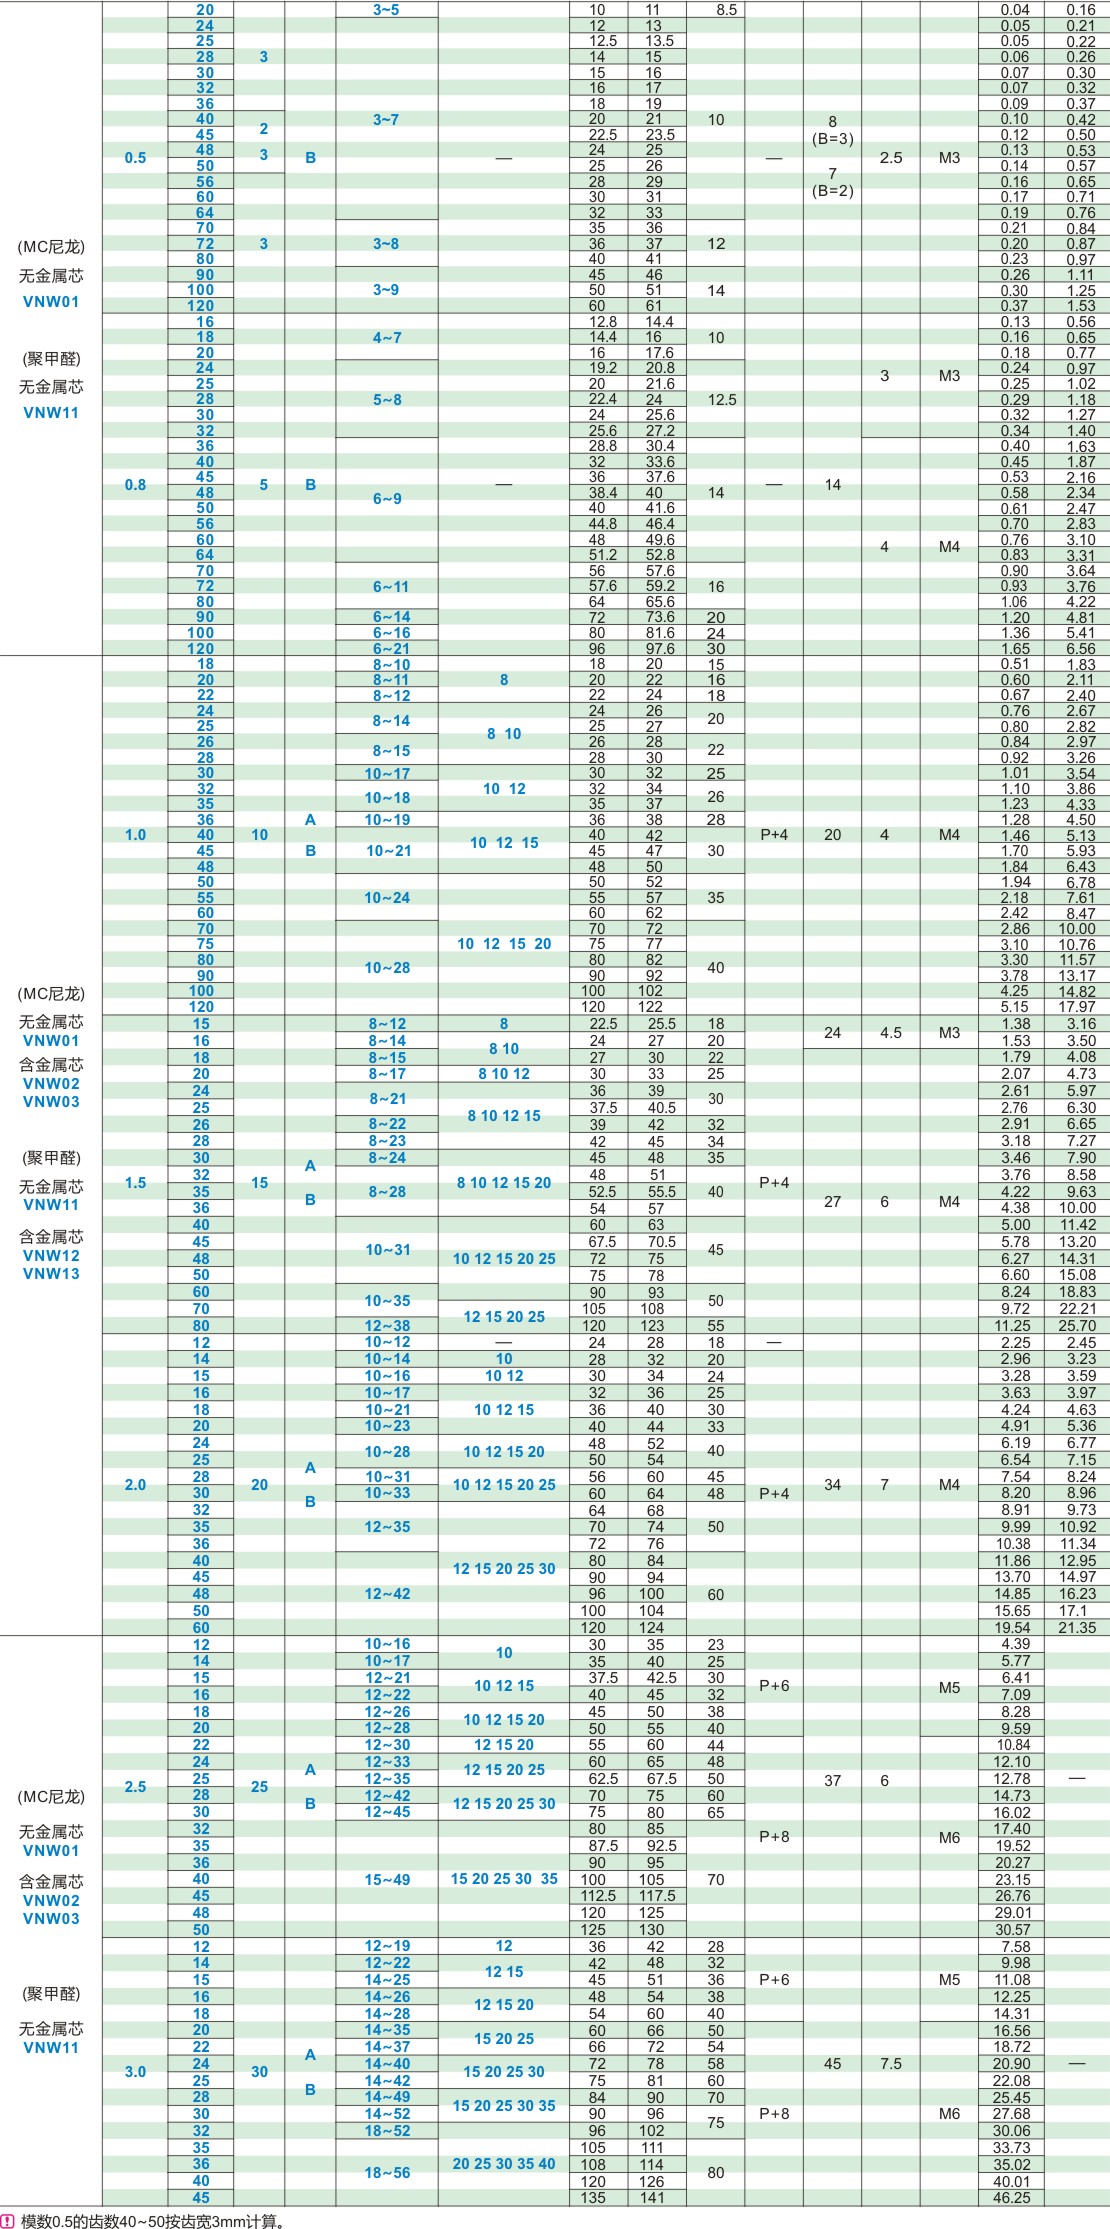 20 3~5 10 11 8.5 0.04 0.16
24 12 13 0.05 0.21
25 12.5 13.5 0.05 0.22
28 3 14 15 0.06 0.26
30 15 16 0.07 0.30
32 16 17 0.07 0.32
36 18 19 0.09 0.37
40 2 3~7 20 21 10 8 0.10 0.42
45 22.5 23.5 (B=3) 0.12 0.50
48 3 24 25 0.13 0.53
0.5 B — — 2.5 M3
50 25 26 0.14 0.57
56 28 29 7 0.16 0.65
60 30 31 (B=2) 0.17 0.71
64 32 33 0.19 0.76
70 35 36 0.21 0.84
(MC尼龙) 72 3 3~8 36 37 12 0.20 0.87
80 40 41 0.23 0.97
无金属芯 90 45 46 0.26 1.11
VNW01 100 3~9 50 51 14 0.30 1.25
120 60 61 0.37 1.53
16 12.8 14.4 0.13 0.56
18 4~7 14.4 16 10 0.16 0.65
(聚甲醛) 20 16 17.6 0.18 0.77
24 19.2 20.8 3 M3 0.24 0.97
无金属芯 25 20 21.6 0.25 1.02
28 5~8 22.4 24 12.5 0.29 1.18
VNW11 30 24 25.6 0.32 1.27
32 25.6 27.2 0.34 1.40
36 28.8 30.4 0.40 1.63
40 32 33.6 0.45 1.87
45 36 37.6 0.53 2.16
0.8 5 B — — 14
48 6~9 38.4 40 14 0.58 2.34
50 40 41.6 0.61 2.47
56 44.8 46.4 0.70 2.83
60 48 49.6 0.76 3.10
64 51.2 52.8 4 M4 0.83 3.31
70 56 57.6 0.90 3.64
72 6~11 57.6 59.2 16 0.93 3.76
80 64 65.6 1.06 4.22
90 6~14 72 73.6 20 1.20 4.81
100 6~16 80 81.6 24 1.36 5.41
120 6~21 96 97.6 30 1.65 6.56
18 8~10 18 20 15 0.51 1.83
20 8~11 8 20 22 16 0.60 2.11
22 8~12 22 24 18 0.67 2.40
24 8~14 24 26 20 0.76 2.67
25 8 10 25 27 0.80 2.82
26 8~15 26 28 22 0.84 2.97
28 28 30 0.92 3.26
30 10~17 30 32 25 1.01 3.54
32 10~18 10 12 32 34 26 1.10 3.86
35 35 37 1.23 4.33
36 A 10~19 36 38 28 1.28 4.50
1.0 40 10 10 12 15 40 42 P+4 20 4 M4 1.46 5.13
45 B 10~21 45 47 30 1.70 5.93
48 48 50 1.84 6.43
50 50 52 1.94 6.78
55 10~24 55 57 35 2.18 7.61
60 60 62 2.42 8.47
70 70 72 2.86 10.00
75 10 12 15 20 75 77 3.10 10.76
80 10~28 80 82 40 3.30 11.57
90 90 92 3.78 13.17
(MC尼龙) 100 100 102 4.25 14.82
120 120 122 5.15 17.97
无金属芯 15 8~12 8 22.5 25.5 18 24 4.5 M3 1.38 3.16
VNW01 16 8~14 8 10 24 27 20 1.53 3.50
含金属芯 18 8~15 27 30 22 1.79 4.08
VNW02 20 8~17 8 10 12 30 33 25 2.07 4.73
VNW03 24 8~21 36 39 30 2.61 5.97
25 8 10 12 15 37.5 40.5 2.76 6.30
26 8~22 39 42 32 2.91 6.65
28 8~23 42 45 34 3.18 7.27
(聚甲醛) 30 A 8~24 45 48 35 3.46 7.90
无金属芯 1.5 32 15 8 10 12 15 20 48 51 P+4 3.76 8.58
VNW11 35 B 8~28 52.5 55.5 40 27 6 M4 4.22 9.63
36 54 57 4.38 10.00
含金属芯 40 60 63 5.00 11.42
VNW12 45 10~31 67.5 70.5 45 5.78 13.20
VNW13 48 10 12 15 20 25 72 75 6.27 14.31
50 75 78 6.60 15.08
60 10~35 90 93 50 8.24 18.83
70 12 15 20 25 105 108 9.72 22.21
80 12~38 120 123 55 11.25 25.70
12 10~12 — 24 28 18 — 2.25 2.45
14 10~14 10 28 32 20 2.96 3.23
15 10~16 10 12 30 34 24 3.28 3.59
16 10~17 32 36 25 3.63 3.97
18 10~21 10 12 15 36 40 30 4.24 4.63
20 10~23 40 44 33 4.91 5.36
24 10~28 10 12 15 20 48 52 40 6.19 6.77
25 A 50 54 6.54 7.15
2.0 28 20 10~31 10 12 15 20 25 56 60 45 34 7 M4 7.54 8.24
30 B 10~33 60 64 48 P+4 8.20 8.96
32 64 68 8.91 9.73
35 12~35 70 74 50 9.99 10.92
36 72 76 10.38 11.34
40 12 15 20 25 30 80 84 11.86 12.95
45 90 94 13.70 14.97
48 12~42 96 100 60 14.85 16.23
50 100 104 15.65 17.1
60 120 124 19.54 21.35
12 10~16 10 30 35 23 4.39
14 10~17 35 40 25 5.77
15 12~21 10 12 15 37.5 42.5 30 P+6 M5 6.41
16 12~22 40 45 32 7.09
18 12~26 10 12 15 20 45 50 38 8.28
20 12~28 50 55 40 9.59
22 12~30 12 15 20 55 60 44 10.84
24 A 12~33 12 15 20 25 60 65 48 12.10
2.5 25 25 12~35 62.5 67.5 50 37 6 12.78 —
(MC尼龙) 28 B 12~42 12 15 20 25 30 70 75 60 14.73
30 12~45 75 80 65 16.02
无金属芯 32 80 85 P+8 M6 17.40
VNW01 35 87.5 92.5 19.52
36 90 95 20.27
含金属芯 40 15~49 15 20 25 30 35 100 105 70 23.15
VNW02 45 112.5 117.5 26.76
VNW03 48 120 125 29.01
50 125 130 30.57
12 12~19 12 36 42 28 7.58
14 12~22 12 15 42 48 32 9.98
(聚甲醛) 15 14~25 45 51 36 P+6 M5 11.08
16 14~26 12 15 20 48 54 38 12.25
18 14~28 54 60 40 14.31
无金属芯 20 14~35 15 20 25 60 66 50 16.56
VNW11 22 A 14~37 66 72 54 18.72
3.0 24 30 14~40 15 20 25 30 72 78 58 45 7.5 20.90 —
25 B 14~42 75 81 60 22.08
28 14~49 15 20 25 30 35 84 90 70 25.45
30 14~52 90 96 75 P+8 M6 27.68
32 18~52 96 102 30.06
35 105 111 33.73
36 18~56 20 25 30 35 40 108 114 80 35.02
40 120 126 40.01
45 135 141 46.25
! 模数0.5的齿数40~50按齿宽3mm计算。